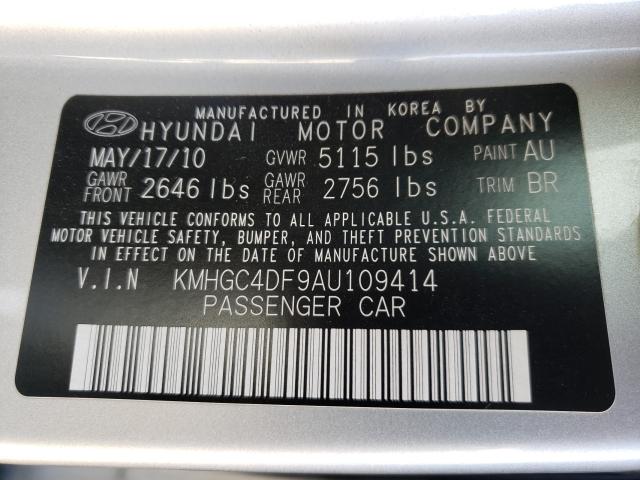 MANUFACTURED IN KOREA BY
HYUNDAI MOTOR COMPANY
MAY/17/10 GVWR 5115 lbs PAINT AU
GAWR FRONT 2646 lbs GAWR REAR 2756 lbs TRIM BR
THIS VEHICLE CONFORMS TO ALL APPLICABLE U.S.A. FEDERAL
MOTOR VEHICLE SAFETY, BUMPER, AND THEFT PREVENTION STANDARDS
IN EFFECT ON THE DATE OF MANUFACTURE SHOWN ABOVE
V.I.N KMHGC4DF9AU109414
PASSENGER CAR